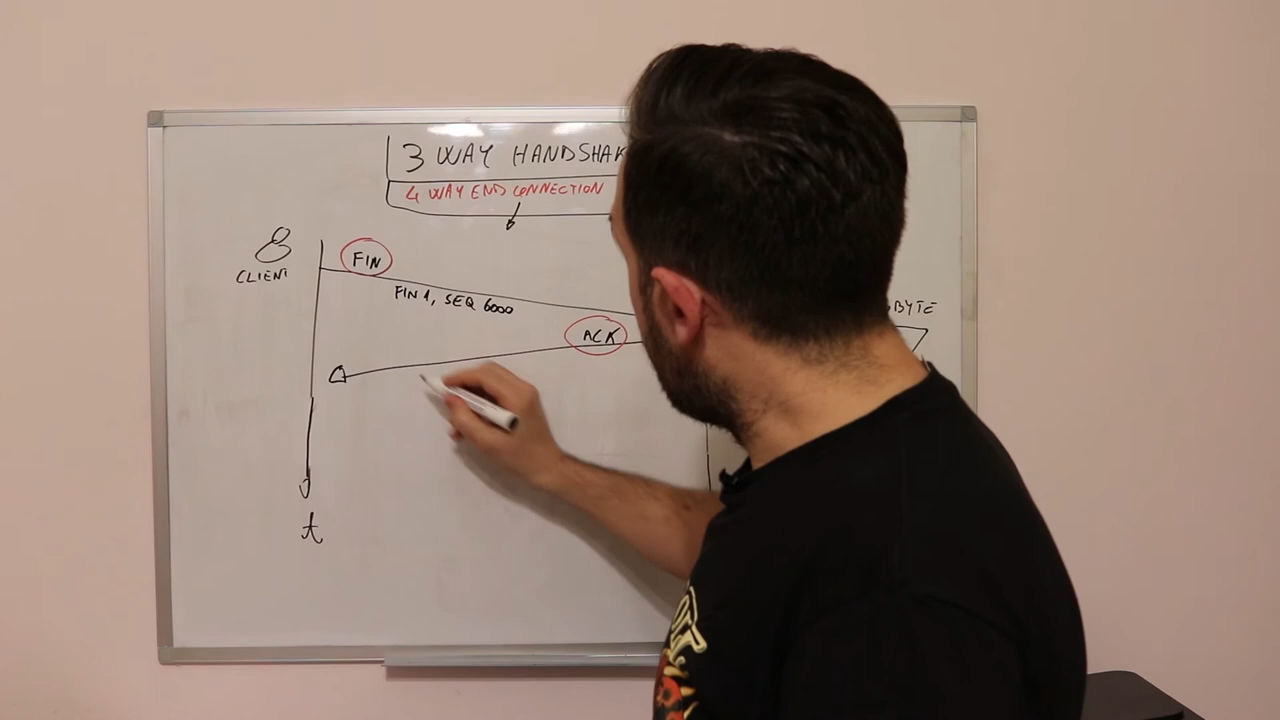 3 WAY HANDSHAK
4 WAY END CONNECTION
CLIENT
FIN
FIN 1, SEQ 6000
BYTE
ACK
t